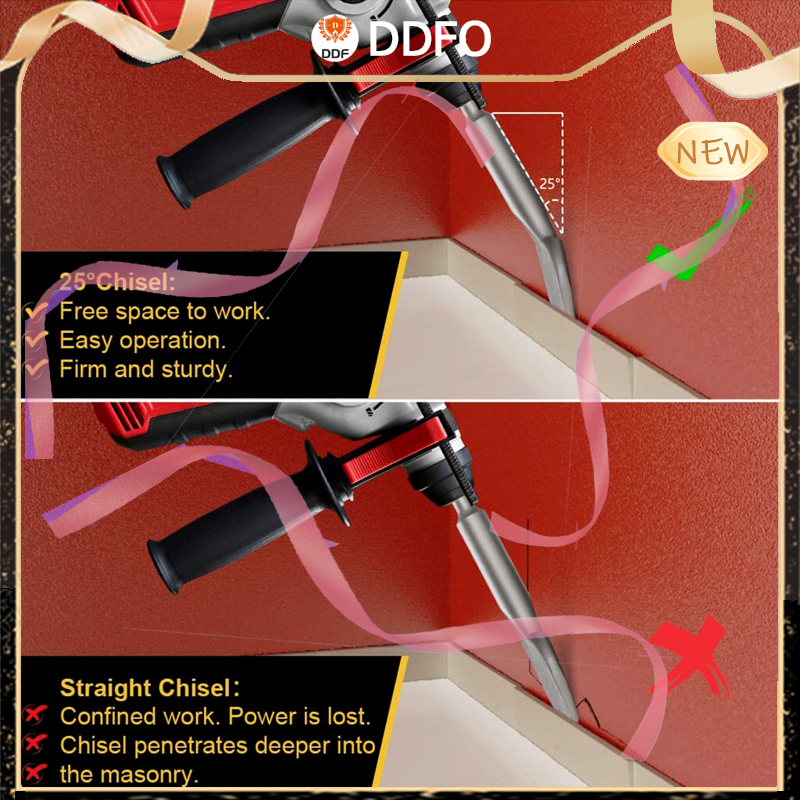 DDF
DDFO
NEW
25°
25°Chisel:
Free space to work.
Easy operation.
Firm and sturdy.
Straight Chisel:
Confined work. Power is lost.
Chisel penetrates deeper into
the masonry.